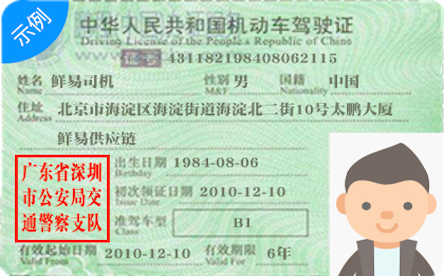 示例
中华人民共和国机动车驾驶证
Driving License of the People's Republic of China
证号 431182198408062115
姓名 鲜易司机 性别 男 国籍 中国
Name M&F Nationality
住址 北京市海淀区海淀街道海淀北二街10号太鹏大厦
Address
鲜易供应链
广东省深圳
市公安局交
通警察支队
出生日期 1984-08-06
Birthday
初次领证日期 2010-12-10
Issue Date
准驾车型 B1
Class
有效起始日期 2010-12-10 有效期限 6年
Valid From Valid For